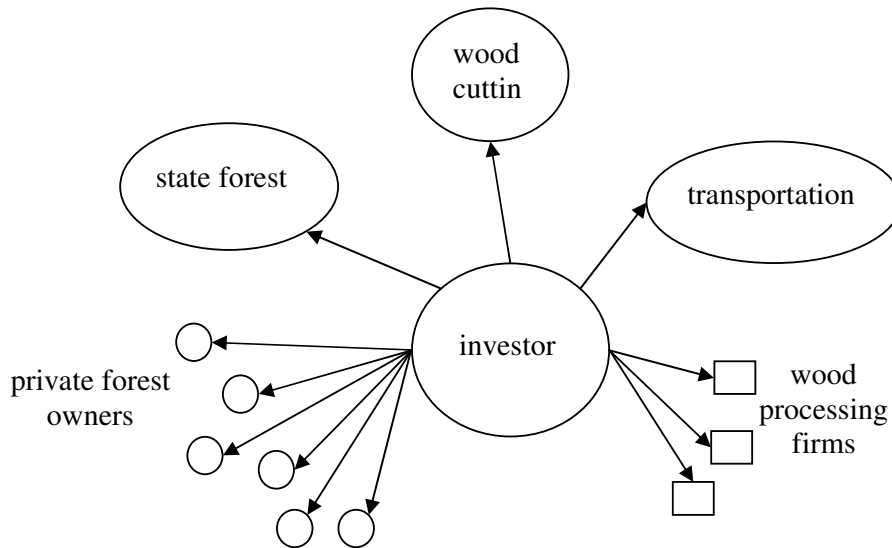 wood
cuttin
state forest
transportation
investor
private forest
owners
wood
processing
firms